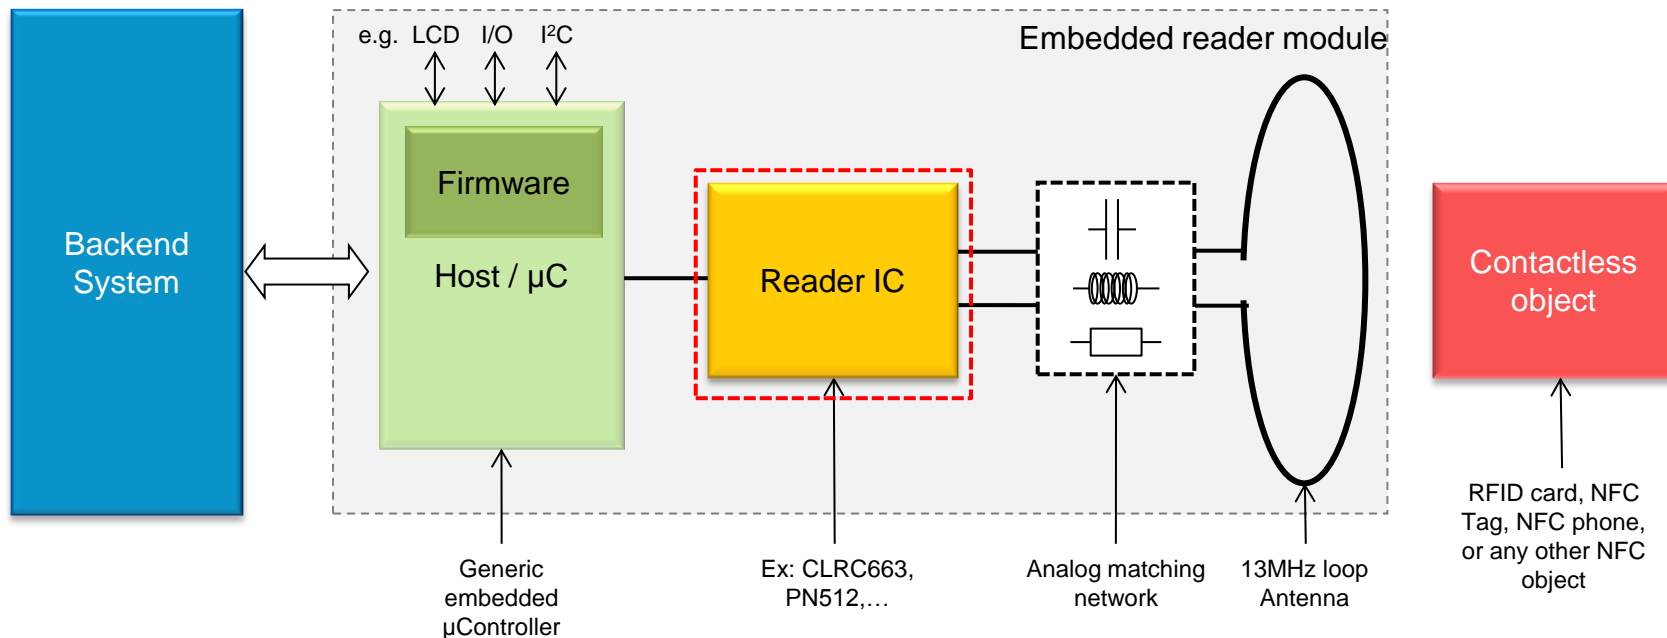 e.g. LCD I/O I²C
Embedded reader module
Firmware
Backend
System
Host / µC
Reader IC
Contactless
object
Generic
embedded
µController
Ex: CLRC663,
PN512,…
Analog matching
network
13MHz loop
Antenna
RFID card, NFC
Tag, NFC phone,
or any other NFC
object